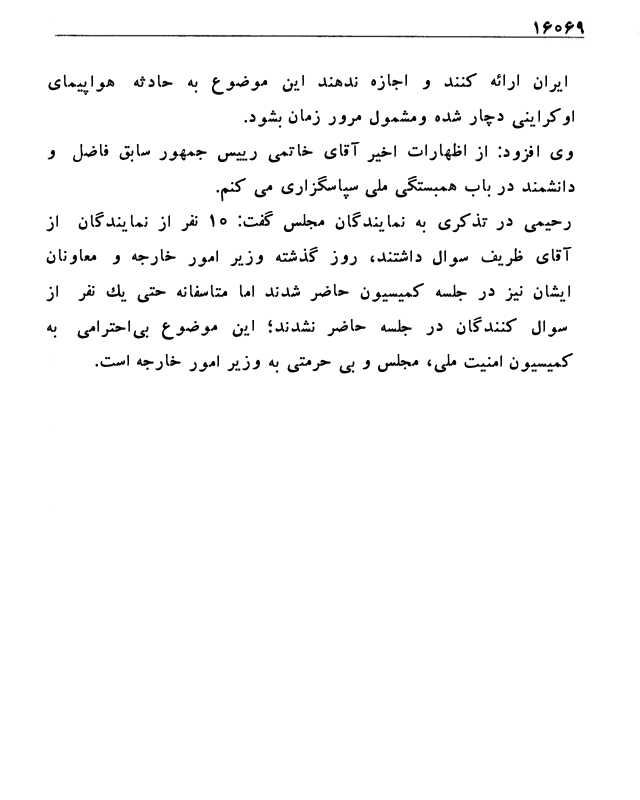 ۱۶۰۶۹
ایران ارائه کنند و اجازه ندهند این موضوع به حادثه هواپیمای
اوکراینی دچار شده ومشمول مرور زمان بشود.
وی افزود: از اظهارات اخیر آقای خاتمی رییس جمهور سابق فاضل و
دانشمند در باب همبستگی ملی سپاسگزاری می کنم.
رحیمی در تذکری به نمایندگان مجلس گفت: ۱۵ نفر از نمایندگان از
آقای ظریف سوال داشتند، روز گذشته وزیر امور خارجه و معاونان
ایشان نیز در جلسه کمیسیون حاضر شدند اما متاسفانه حتی یك نفر از
سوال کنندگان در جلسه حاضر نشدند؛ این موضوع بی‌احترامی به
کمیسیون امنیت ملی، مجلس و بی حرمتی به وزیر امور خارجه است.